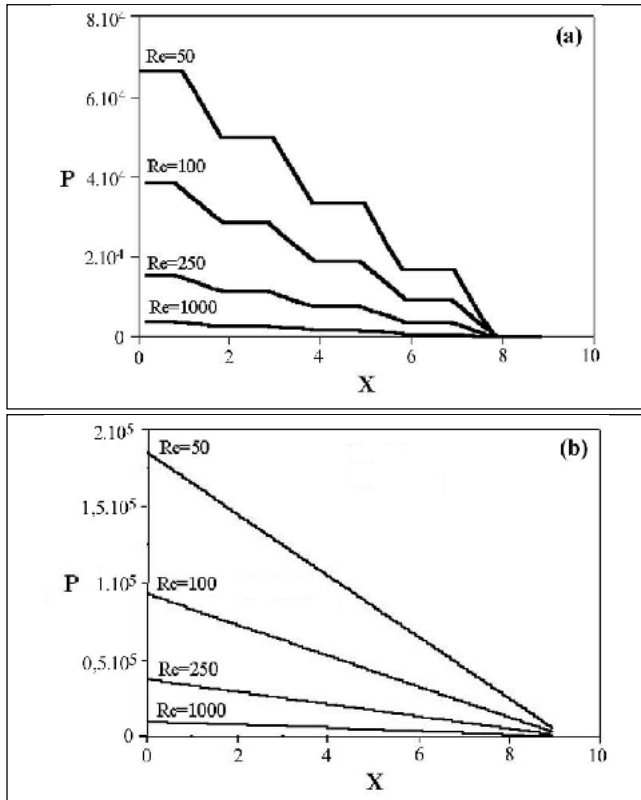 8.10⁴
(a)
Re=50
6.10⁴
Re=100
4.10⁴
P
2.10⁴
Re=250
Re=1000
0
0 2 4 6 8 10
X
2.10⁵
(b)
Re=50
1,5.10⁵
P
1.10⁵
Re=100
0,5.10⁵
Re=250
Re=1000
0
0 2 4 6 8 10
X